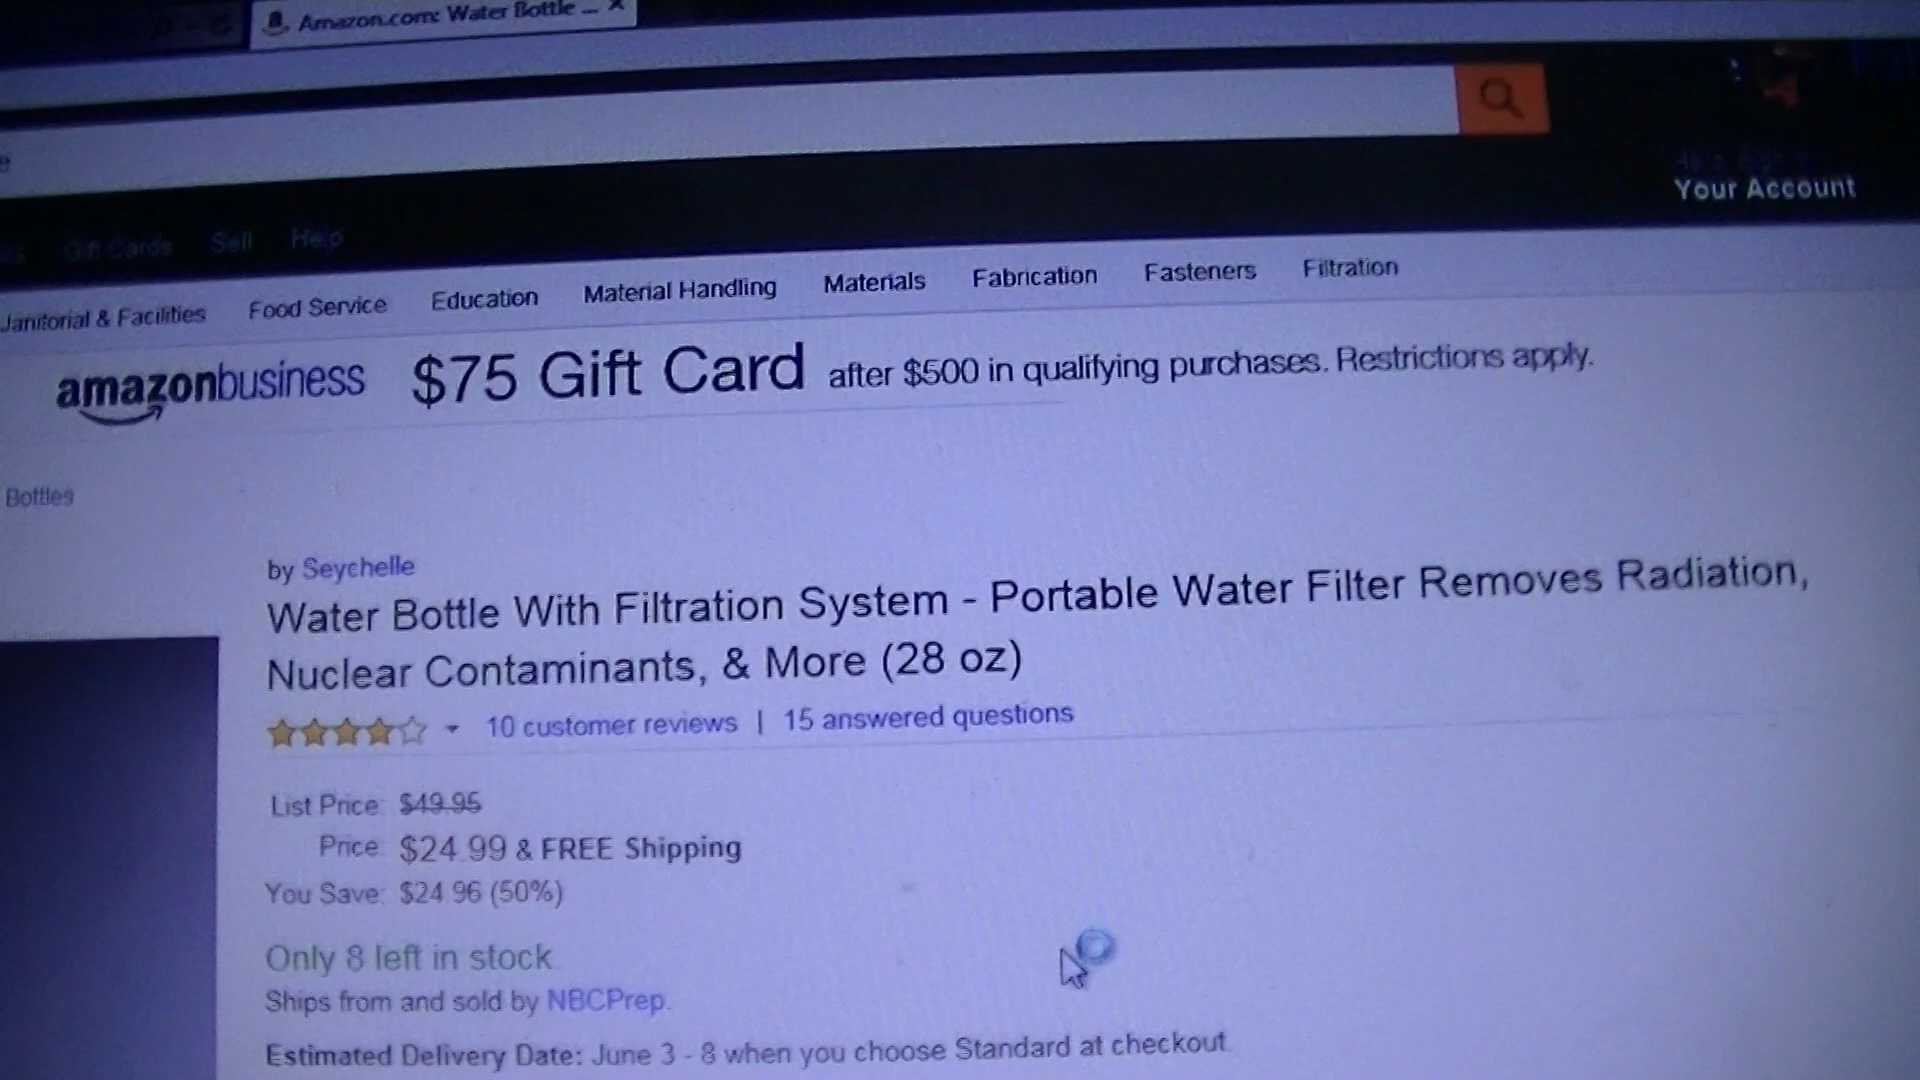 Amazon.com: Water Bottle ...
Your Account
Gift Cards Sell Help
Janitorial & Facilities Food Service Education Material Handling Materials Fabrication Fasteners Filtration
amazonbusiness $75 Gift Card after $500 in qualifying purchases. Restrictions apply.
Bottles
by Seychelle
Water Bottle With Filtration System - Portable Water Filter Removes Radiation,
Nuclear Contaminants, & More (28 oz)
10 customer reviews | 15 answered questions
List Price: $49.95
Price: $24.99 & FREE Shipping
You Save: $24.96 (50%)
Only 8 left in stock.
Ships from and sold by NBCPrep.
Estimated Delivery Date: June 3 - 8 when you choose Standard at checkout.